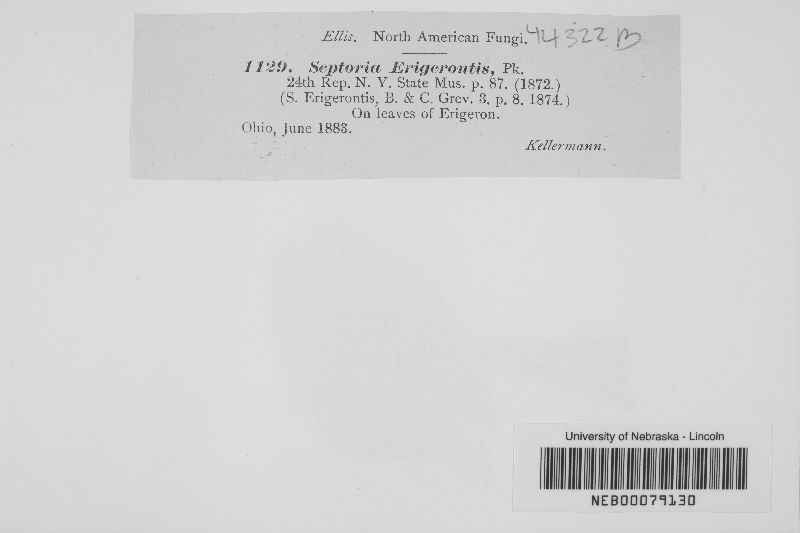 Ellis. North American Fungi. 44322 B
1129. Septoria Erigerontis, Pk.
24th Rep. N. Y. State Mus. p. 87. (1872.)
(S. Erigerontis, B. & C. Grev. 3, p. 8. 1874.)
On leaves of Erigeron.
Ohio, June 1883.
Kellermann.
University of Nebraska - Lincoln
NEB00079130